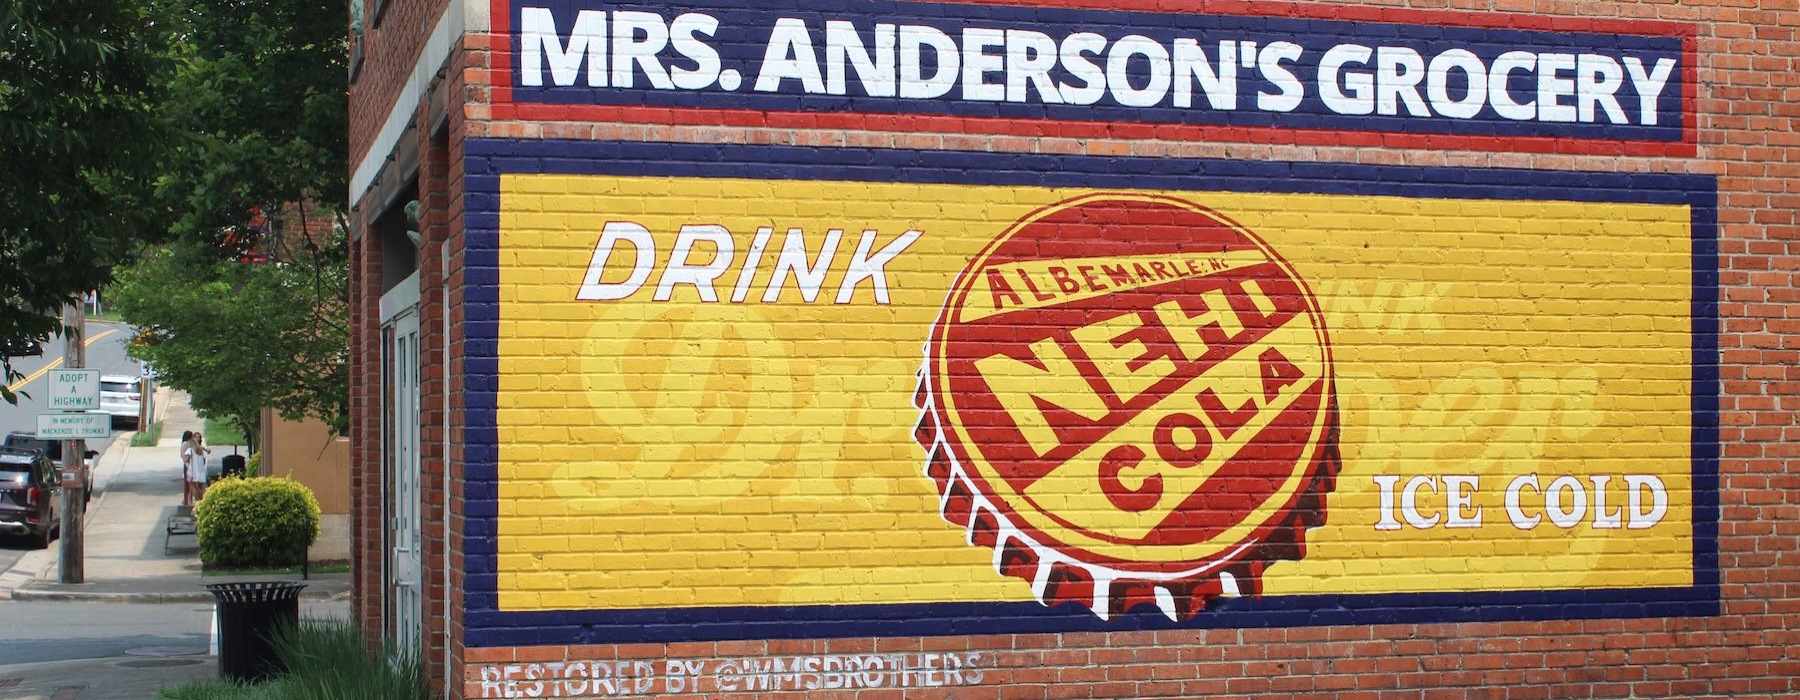 MRS. ANDERSON'S GROCERY
DRINK
ALBEMARLE, NC
NEHI
COLA
ICE COLD
RESTORED BY @WMSBROTHERS
ADOPT
A
HIGHWAY
IN MEMORY OF
MACKENZIE I. THOMAS